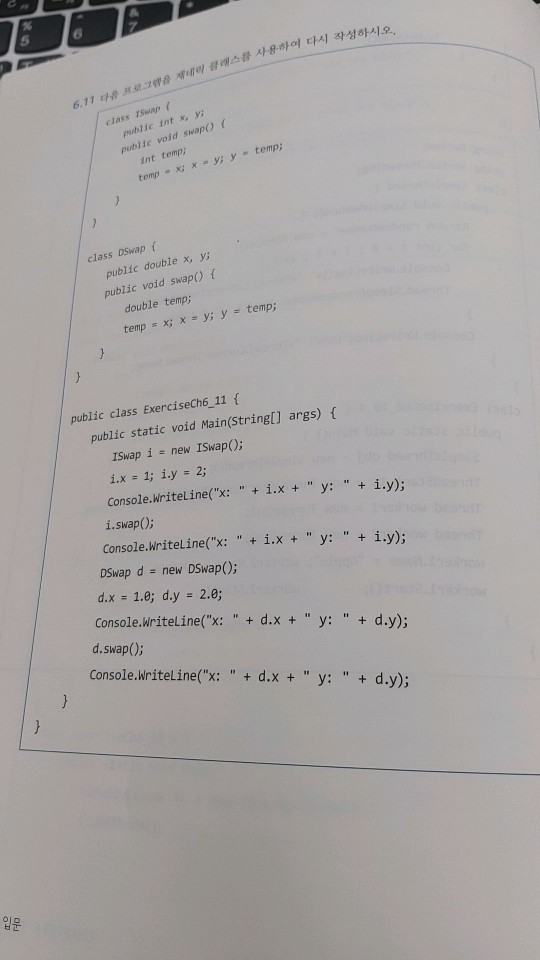 %
5
^
6
&
7
*
6.11 다음 프로그램을 제네릭 클래스를 사용하여 다시 작성하시오.
class ISwap {
public int x, y;
public void swap() {
int temp;
temp = x; x = y; y = temp;
}
}
class DSwap {
public double x, y;
public void swap() {
double temp;
temp = x; x = y; y = temp;
}
}
public class ExerciseCh6_11 {
public static void Main(String[] args) {
ISwap i = new ISwap();
i.x = 1; i.y = 2;
Console.WriteLine("x: " + i.x + " y: " + i.y);
i.swap();
Console.WriteLine("x: " + i.x + " y: " + i.y);
DSwap d = new DSwap();
d.x = 1.0; d.y = 2.0;
Console.WriteLine("x: " + d.x + " y: " + d.y);
d.swap();
Console.WriteLine("x: " + d.x + " y: " + d.y);
}
}
입문